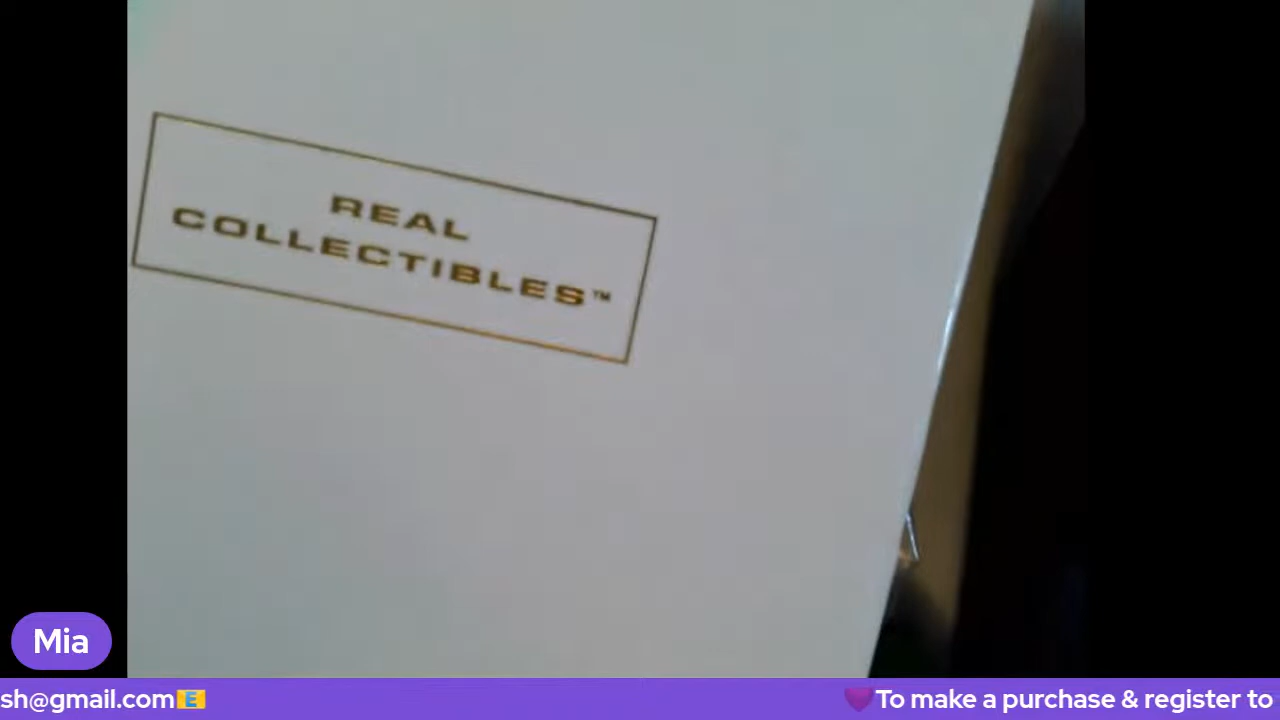 REAL
COLLECTIBLES™
Mia
sh@gmail.com📧 💜To make a purchase & register to